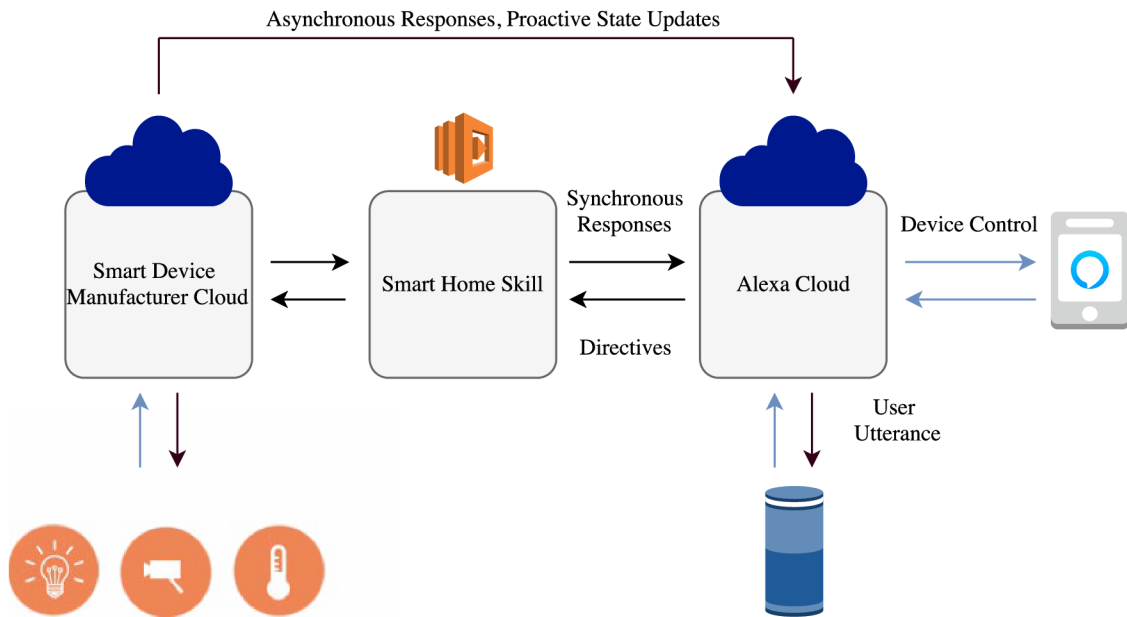 Asynchronous Responses, Proactive State Updates
Smart Device
Manufacturer Cloud
Smart Home Skill
Synchronous
Responses
Directives
Alexa Cloud
Device Control
User
Utterance